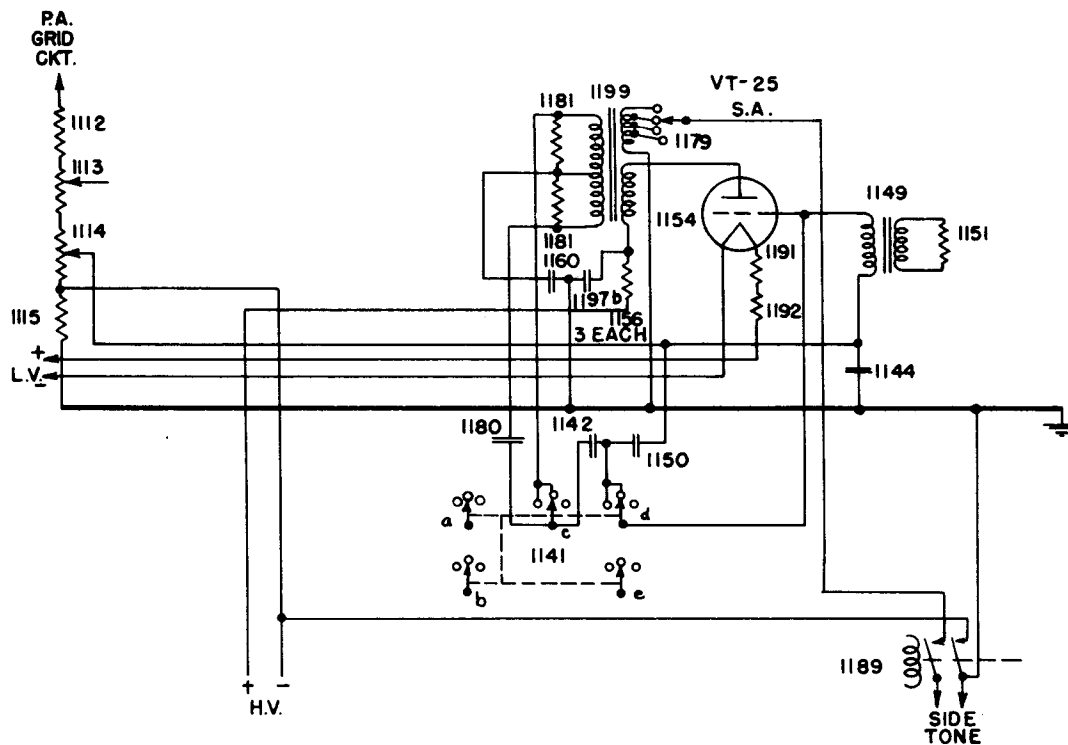 P.A.
GRID
CKT.
1112
1113
1114
1115
+
L.V.
-
1181
1199
VT-25
S.A.
1179
1154
1149
1151
1181
1160
1197b
1156
3 EACH
1191
1192
1144
1180
1142
1150
a
c
d
1141
b
e
1189
+ -
H.V.
SIDE
TONE